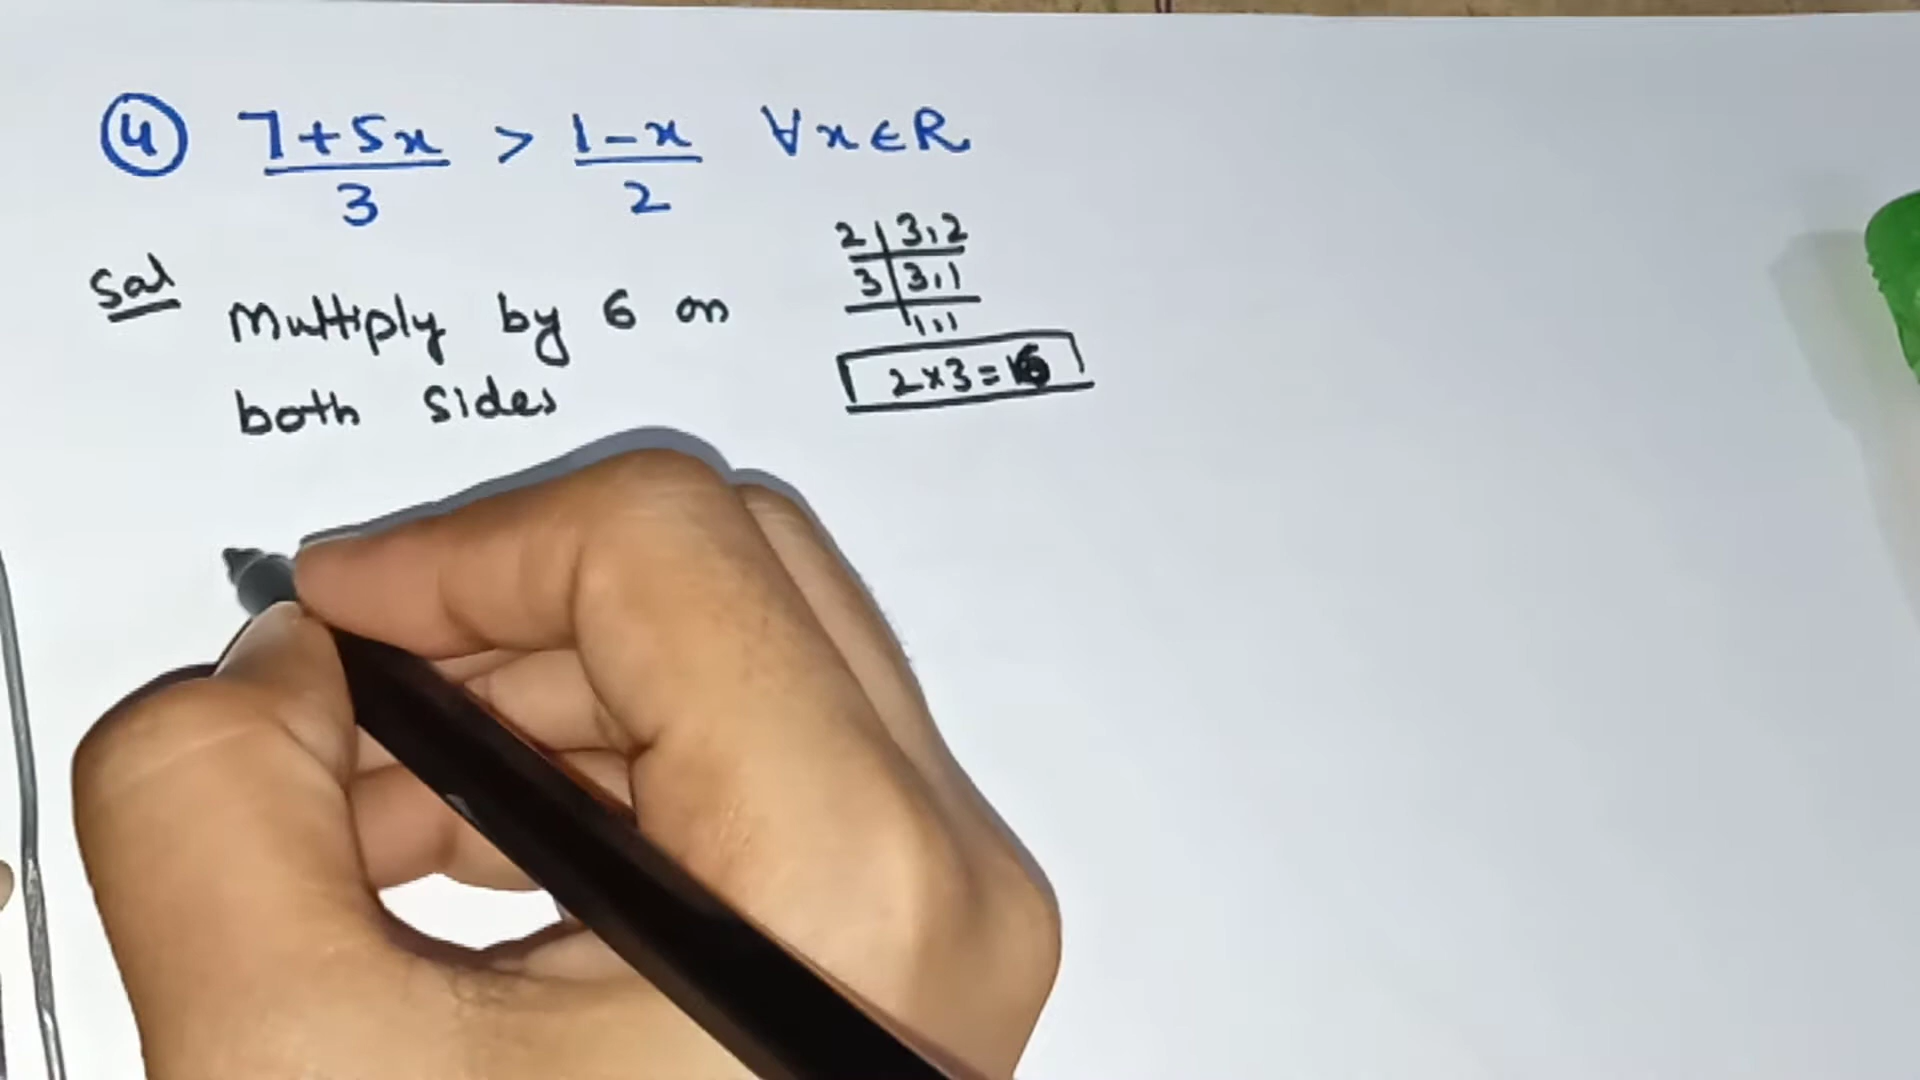 ④ 7+5x/3 > 1-x/2 ∀x∈R
Sol
Multiply by 6 on
both sides
2 | 3,2
3 | 3,1
1,1
2×3=6